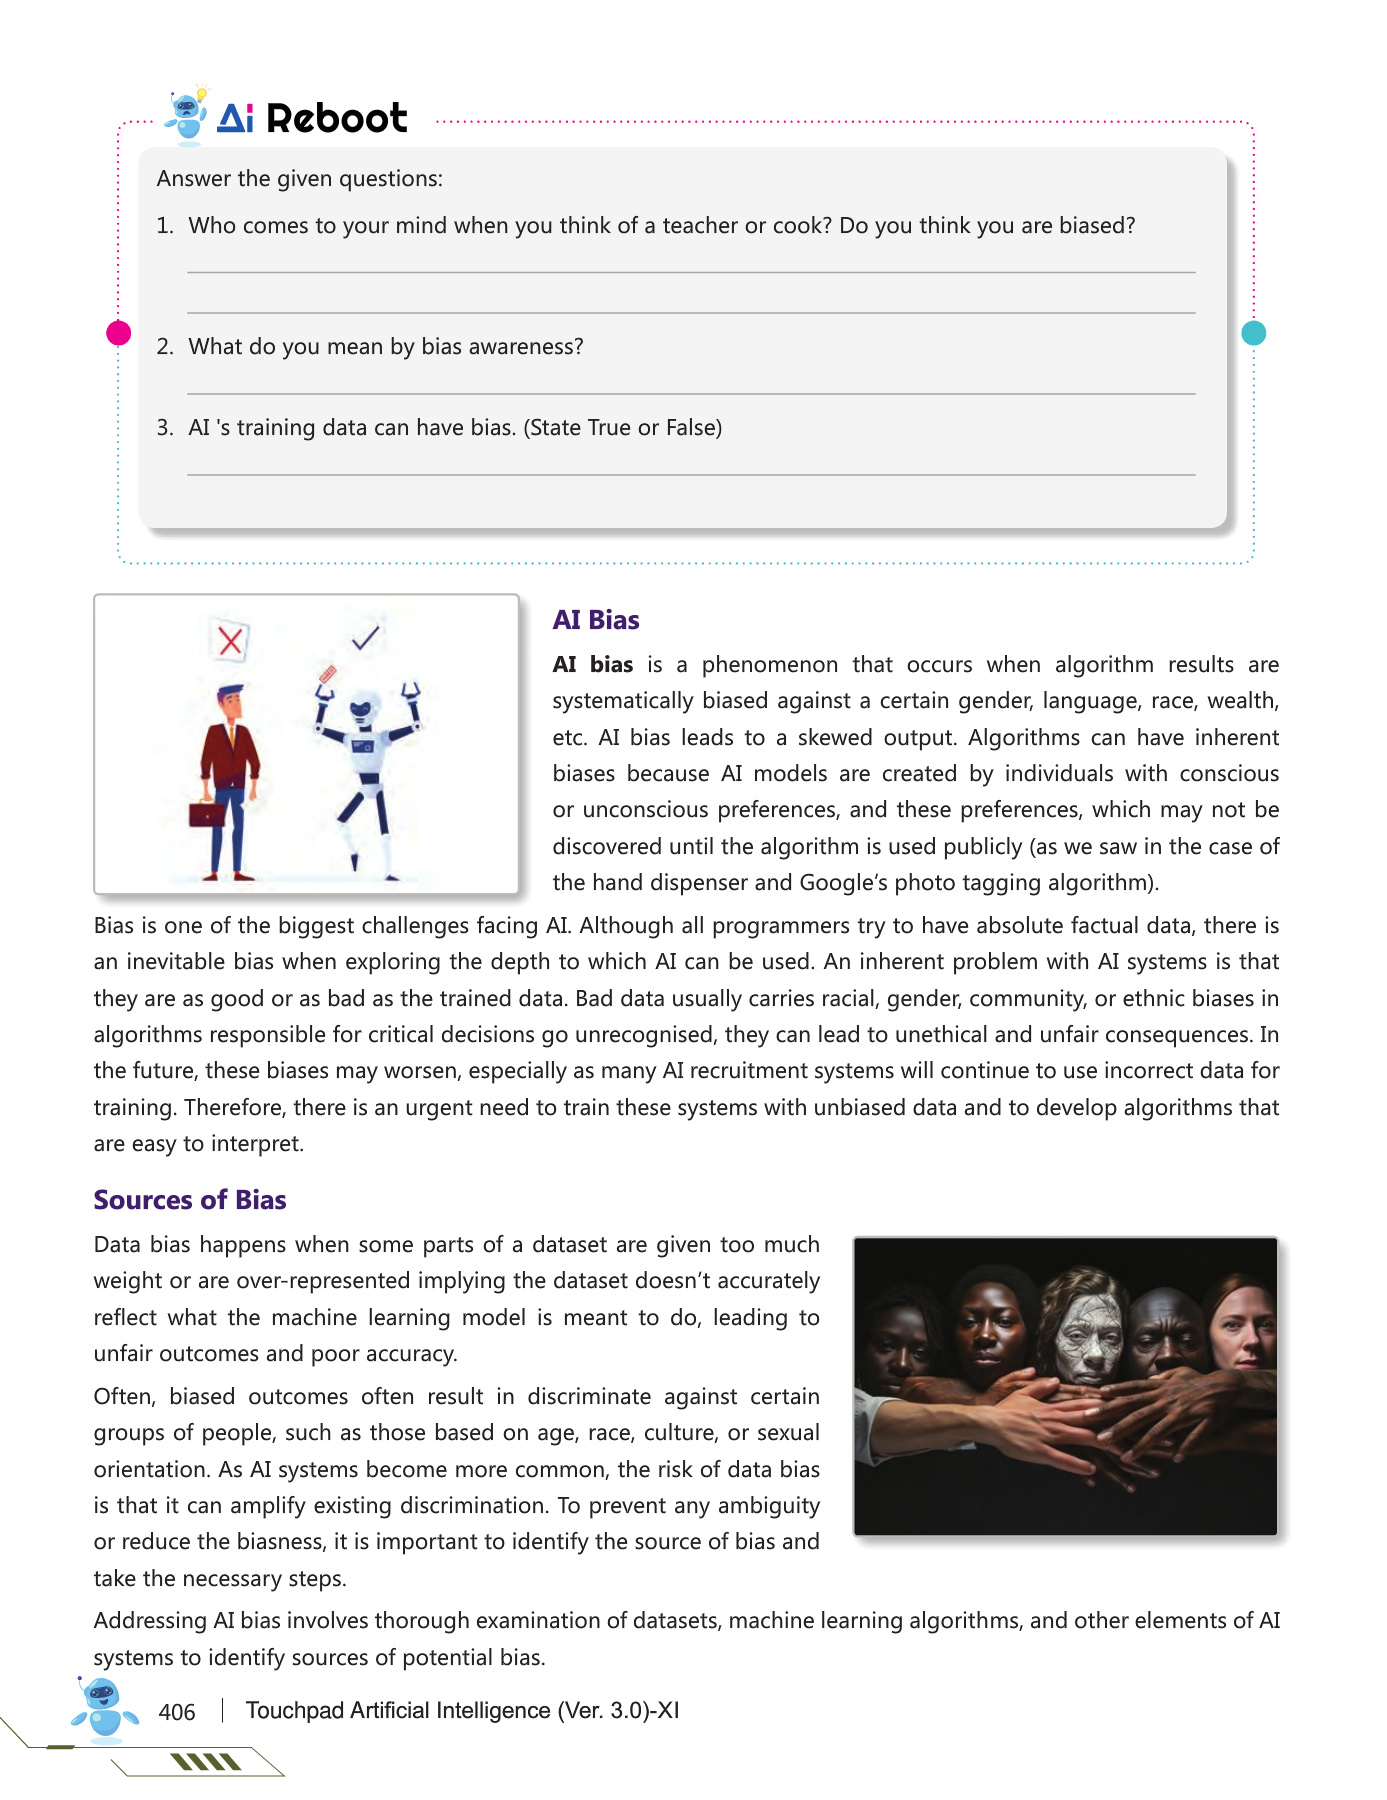 Ai Reboot
Answer the given questions:
1. Who comes to your mind when you think of a teacher or cook? Do you think you are biased?
2. What do you mean by bias awareness?
3. AI 's training data can have bias. (State True or False)
AI Bias
AI bias is a phenomenon that occurs when algorithm results are
systematically biased against a certain gender, language, race, wealth,
etc. AI bias leads to a skewed output. Algorithms can have inherent
biases because AI models are created by individuals with conscious
or unconscious preferences, and these preferences, which may not be
discovered until the algorithm is used publicly (as we saw in the case of
the hand dispenser and Google's photo tagging algorithm).
Bias is one of the biggest challenges facing AI. Although all programmers try to have absolute factual data, there is
an inevitable bias when exploring the depth to which AI can be used. An inherent problem with AI systems is that
they are as good or as bad as the trained data. Bad data usually carries racial, gender, community, or ethnic biases in
algorithms responsible for critical decisions go unrecognised, they can lead to unethical and unfair consequences. In
the future, these biases may worsen, especially as many AI recruitment systems will continue to use incorrect data for
training. Therefore, there is an urgent need to train these systems with unbiased data and to develop algorithms that
are easy to interpret.
Sources of Bias
Data bias happens when some parts of a dataset are given too much
weight or are over-represented implying the dataset doesn't accurately
reflect what the machine learning model is meant to do, leading to
unfair outcomes and poor accuracy.
Often, biased outcomes often result in discriminate against certain
groups of people, such as those based on age, race, culture, or sexual
orientation. As AI systems become more common, the risk of data bias
is that it can amplify existing discrimination. To prevent any ambiguity
or reduce the biasness, it is important to identify the source of bias and
take the necessary steps.
Addressing AI bias involves thorough examination of datasets, machine learning algorithms, and other elements of AI
systems to identify sources of potential bias.
406 Touchpad Artificial Intelligence (Ver. 3.0)-XI